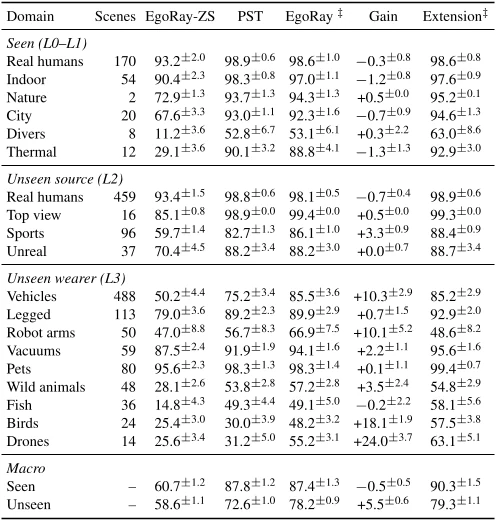 Domain Scenes EgoRay-ZS PST EgoRay ‡ Gain Extension‡
Seen (L0–L1)
Real humans 170 93.2±2.0 98.9±0.6 98.6±1.0 −0.3±0.8 98.6±0.8
Indoor 54 90.4±2.3 98.3±0.8 97.0±1.1 −1.2±0.8 97.6±0.9
Nature 2 72.9±1.3 93.7±1.3 94.3±1.3 +0.5±0.0 95.2±0.1
City 20 67.6±3.3 93.0±1.1 92.3±1.6 −0.7±0.9 94.6±1.3
Divers 8 11.2±3.6 52.8±6.7 53.1±6.1 +0.3±2.2 63.0±8.6
Thermal 12 29.1±3.6 90.1±3.2 88.8±4.1 −1.3±1.3 92.9±3.0
Unseen source (L2)
Real humans 459 93.4±1.5 98.8±0.6 98.1±0.5 −0.7±0.4 98.9±0.6
Top view 16 85.1±0.8 98.9±0.0 99.4±0.0 +0.5±0.0 99.3±0.0
Sports 96 59.7±1.4 82.7±1.3 86.1±1.0 +3.3±0.9 88.4±0.9
Unreal 37 70.4±4.5 88.2±3.4 88.2±3.0 +0.0±0.7 88.7±3.4
Unseen wearer (L3)
Vehicles 488 50.2±4.4 75.2±3.4 85.5±3.6 +10.3±2.9 85.2±2.9
Legged 113 79.0±3.6 89.2±2.3 89.9±2.9 +0.7±1.5 92.9±2.0
Robot arms 50 47.0±8.8 56.7±8.3 66.9±7.5 +10.1±5.2 48.6±8.2
Vacuums 59 87.5±2.4 91.9±1.9 94.1±1.6 +2.2±1.1 95.6±1.6
Pets 80 95.6±2.3 98.3±1.3 98.3±1.4 +0.1±1.1 99.4±0.7
Wild animals 48 28.1±2.6 53.8±2.8 57.2±2.8 +3.5±2.4 54.8±2.9
Fish 36 14.8±4.3 49.3±4.4 49.1±5.0 −0.2±2.2 58.1±5.6
Birds 24 25.4±3.0 30.0±3.9 48.2±3.2 +18.1±1.9 57.5±3.8
Drones 14 25.6±3.4 31.2±5.0 55.2±3.1 +24.0±3.7 63.1±5.1
Macro
Seen – 60.7±1.2 87.8±1.2 87.4±1.3 −0.5±0.5 90.3±1.5
Unseen – 58.6±1.1 72.6±1.0 78.2±0.9 +5.5±0.6 79.3±1.1